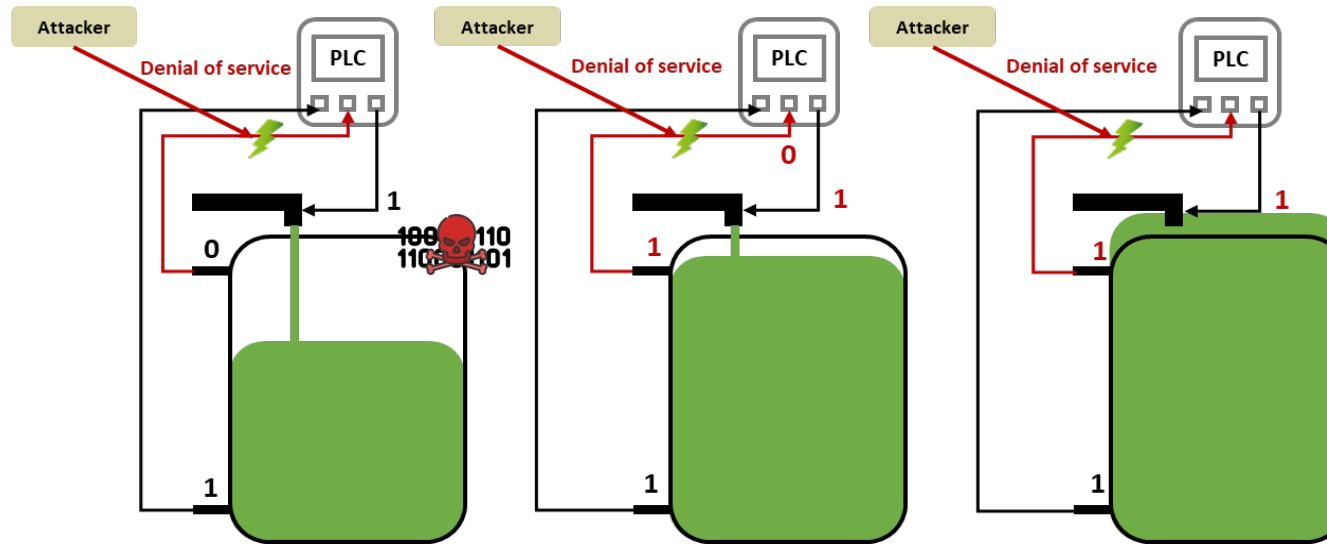 Attacker
PLC
Denial of service
1
0
1
Attacker
PLC
Denial of service
0
1
1
1
Attacker
PLC
Denial of service
1
1
1